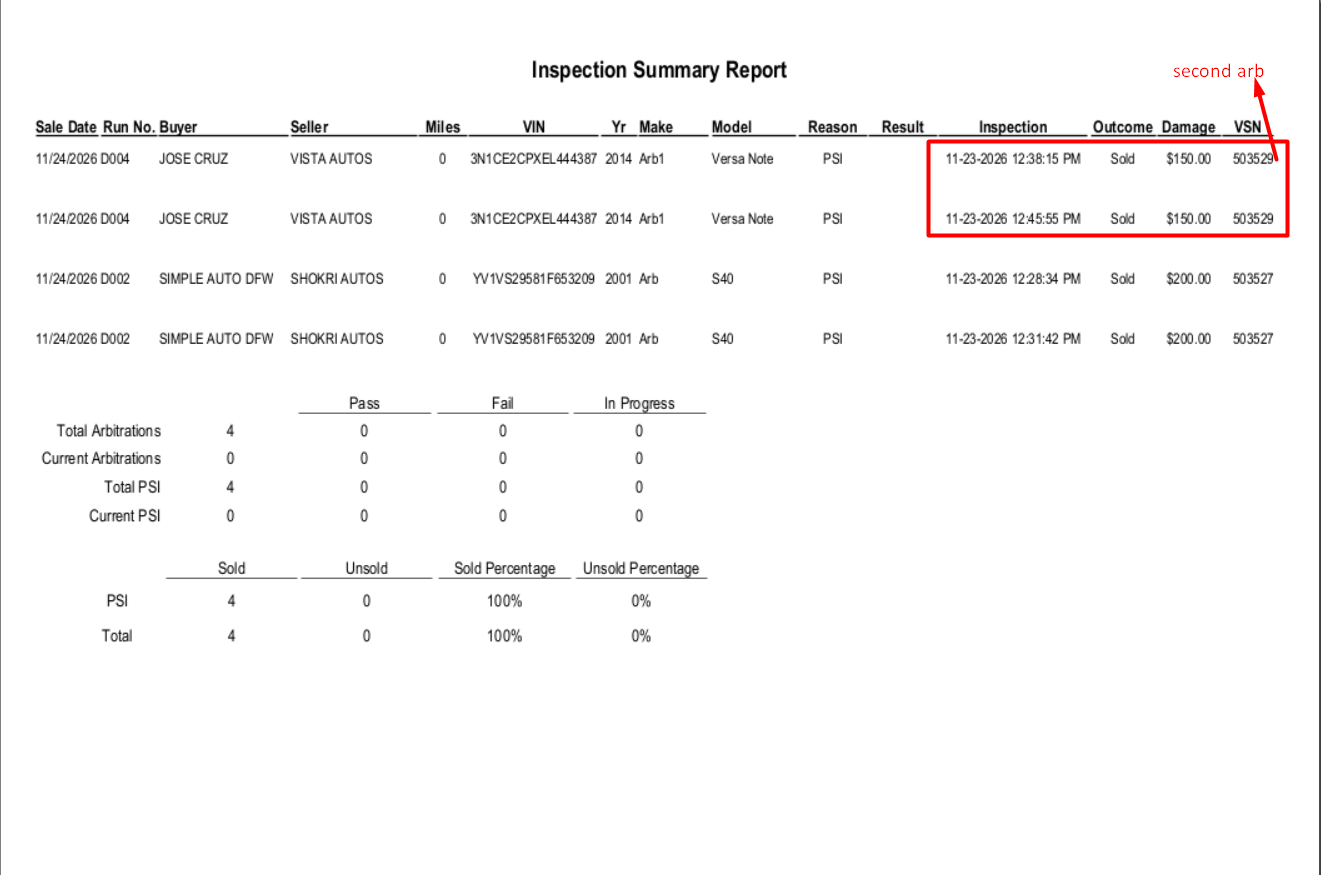 Inspection Summary Report
second arb
Sale Date Run No. Buyer Seller Miles VIN Yr Make Model Reason Result Inspection Outcome Damage VSN
11/24/2026 D004 JOSE CRUZ VISTA AUTOS 0 3N1CE2CPXEL444387 2014 Arb1 Versa Note PSI 11-23-2026 12:38:15 PM Sold $150.00 503529
11/24/2026 D004 JOSE CRUZ VISTA AUTOS 0 3N1CE2CPXEL444387 2014 Arb1 Versa Note PSI 11-23-2026 12:45:55 PM Sold $150.00 503529
11/24/2026 D002 SIMPLE AUTO DFW SHOKRI AUTOS 0 YV1VS29581F653209 2001 Arb S40 PSI 11-23-2026 12:28:34 PM Sold $200.00 503527
11/24/2026 D002 SIMPLE AUTO DFW SHOKRI AUTOS 0 YV1VS29581F653209 2001 Arb S40 PSI 11-23-2026 12:31:42 PM Sold $200.00 503527
Pass Fail In Progress
Total Arbitrations 4 0 0 0
Current Arbitrations 0 0 0 0
Total PSI 4 0 0 0
Current PSI 0 0 0 0
Sold Unsold Sold Percentage Unsold Percentage
PSI 4 0 100% 0%
Total 4 0 100% 0%